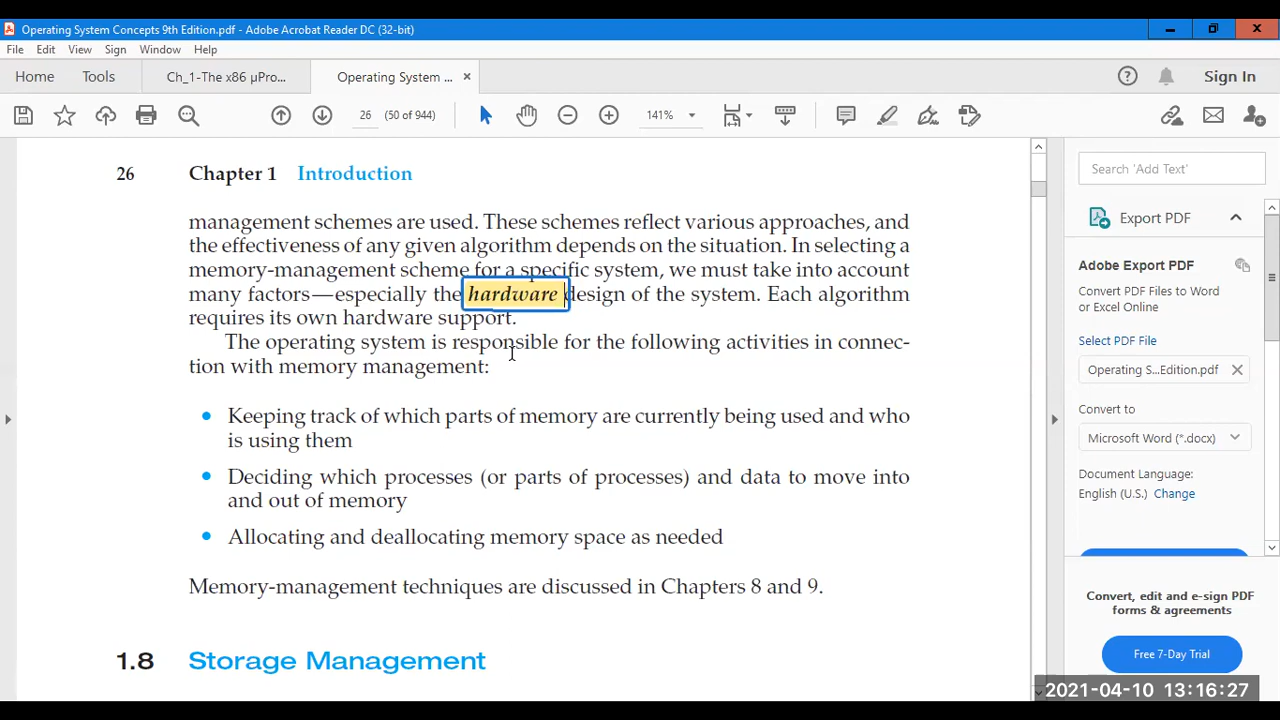 Operating System Concepts 9th Edition.pdf - Adobe Acrobat Reader DC (32-bit)
File Edit View Sign Window Help
Home Tools Ch_1-The x86 µPro... Operating System ... × Sign In
26 (50 of 944) 141%
26 Chapter 1 Introduction
management schemes are used. These schemes reflect various approaches, and
the effectiveness of any given algorithm depends on the situation. In selecting a
memory-management scheme for a specific system, we must take into account
many factors—especially the hardware design of the system. Each algorithm
requires its own hardware support.
The operating system is responsible for the following activities in connec-
tion with memory management:
• Keeping track of which parts of memory are currently being used and who
is using them
• Deciding which processes (or parts of processes) and data to move into
and out of memory
• Allocating and deallocating memory space as needed
Memory-management techniques are discussed in Chapters 8 and 9.
1.8 Storage Management
Search 'Add Text'
Export PDF
Adobe Export PDF
Convert PDF Files to Word
or Excel Online
Select PDF File
Operating S...Edition.pdf ×
Convert to
Microsoft Word (*.docx)
Document Language:
English (U.S.) Change
Convert, edit and e-sign PDF
forms & agreements
Free 7-Day Trial
2021-04-10 13:16:27